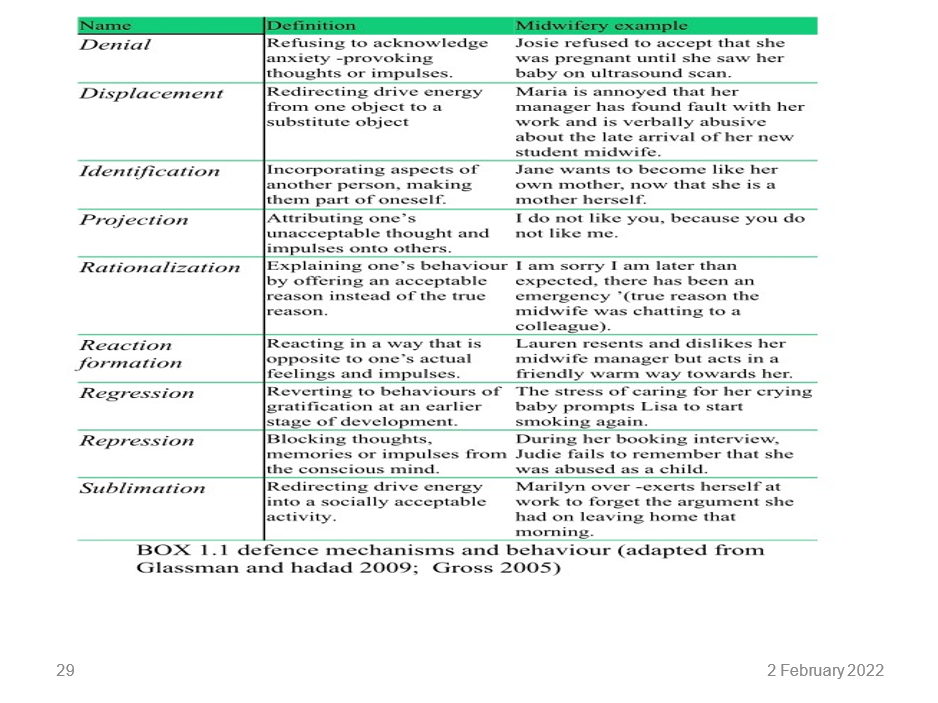 Name Definition Midwifery example
Denial Refusing to acknowledge Josie refused to accept that she
anxiety -provoking was pregnant until she saw her
thoughts or impulses. baby on ultrasound scan.
Displacement Redirecting drive energy Maria is annoyed that her
from one object to a manager has found fault with her
substitute object work and is verbally abusive
about the late arrival of her new
student midwife.
Identification Incorporating aspects of Jane wants to become like her
another person, making own mother, now that she is a
them part of oneself. mother herself.
Projection Attributing one's I do not like you, because you do
unacceptable thought and not like me.
impulses onto others.
Rationalization Explaining one's behaviour I am sorry I am later than
by offering an acceptable expected, there has been an
reason instead of the true emergency '(true reason the
reason. midwife was chatting to a
colleague).
Reaction Reacting in a way that is Lauren resents and dislikes her
formation opposite to one's actual midwife manager but acts in a
feelings and impulses. friendly warm way towards her.
Regression Reverting to behaviours of The stress of caring for her crying
gratification at an earlier baby prompts Lisa to start
stage of development. smoking again.
Repression Blocking thoughts, During her booking interview,
memories or impulses from Judie fails to remember that she
the conscious mind. was abused as a child.
Sublimation Redirecting drive energy Marilyn over -exerts herself at
into a socially acceptable work to forget the argument she
activity. had on leaving home that
morning.
BOX 1.1 defence mechanisms and behaviour (adapted from
Glassman and hadad 2009; Gross 2005)
29 2 February 2022